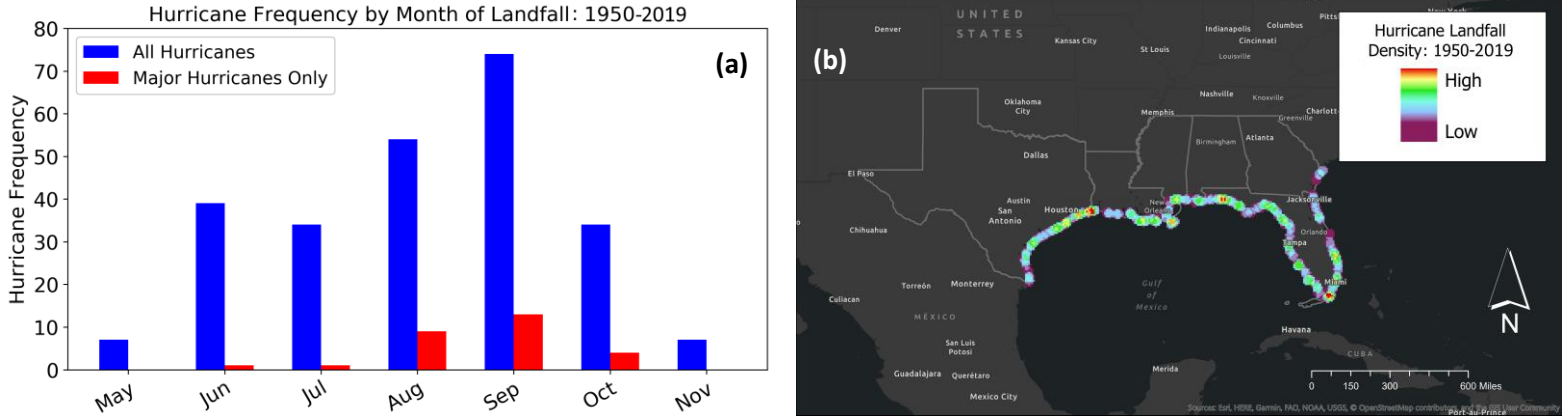 Hurricane Frequency by Month of Landfall: 1950-2019
Hurricane Frequency
80
70
60
50
40
30
20
10
0
All Hurricanes
Major Hurricanes Only
(a)
May
Jun
Jul
Aug
Sep
Oct
Nov
(b)
UNITED
STATES
Denver
Kansas City
St Louis
Indianapolis
Columbus
Cincinnati
Louisville
Hurricane Landfall
Density: 1950-2019
High
Low
Oklahoma
City
Nashville
Knoxville
Memphis
Charlott-
Greenville
Birmingham
Atlanta
Dallas
El Paso
Austin
San
Antonio
Houston
New
Orleans
Jacksonville
Chihuahua
Orlando
Tampa
Miami
Gulf
of
Mexico
Torreón
Monterrey
Culiacan
MÉXICO
Havana
CUBA
San Luis
Potosi
Guadalajara
Querétaro
Mexico City
Merida
N
0 150 300 600 Miles
Port-au-Prince
Sources: Esri, HERE, Garmin, FAO, NOAA, USGS, © OpenStreetMap contributors, and the GIS User Community